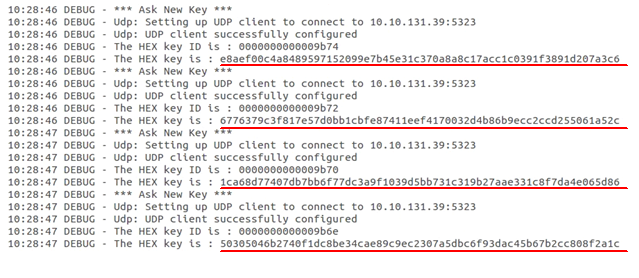 10:28:46 DEBUG - *** Ask New Key ***
10:28:46 DEBUG - Udp: Setting up UDP client to connect to 10.10.131.39:5323
10:28:46 DEBUG - Udp: UDP client successfully configured
10:28:46 DEBUG - The HEX key ID is : 0000000000009b74
10:28:46 DEBUG - The HEX key is : e8aef00c4a8489597152099e7b45e31c370a8a8c17acc1c0391f3891d207a3c6
10:28:46 DEBUG - *** Ask New Key ***
10:28:46 DEBUG - Udp: Setting up UDP client to connect to 10.10.131.39:5323
10:28:46 DEBUG - Udp: UDP client successfully configured
10:28:46 DEBUG - The HEX key ID is : 0000000000009b72
10:28:46 DEBUG - The HEX key is : 6776379c3f817e57d0bb1cbfe87411eef4170032d4b86b9ecc2ccd255061a52c
10:28:47 DEBUG - *** Ask New Key ***
10:28:47 DEBUG - Udp: Setting up UDP client to connect to 10.10.131.39:5323
10:28:47 DEBUG - Udp: UDP client successfully configured
10:28:47 DEBUG - The HEX key ID is : 0000000000009b70
10:28:47 DEBUG - The HEX key is : 1ca68d77407db7bb6f77dc3a9f1039d5bb731c319b27aae331c8f7da4e065d86
10:28:47 DEBUG - *** Ask New Key ***
10:28:47 DEBUG - Udp: Setting up UDP client to connect to 10.10.131.39:5323
10:28:47 DEBUG - Udp: UDP client successfully configured
10:28:47 DEBUG - The HEX key ID is : 0000000000009b6e
10:28:47 DEBUG - The HEX key is : 50305046b2740f1dc8be34cae89c9ec2307a5dbc6f93dac45b67b2cc808f2a1c